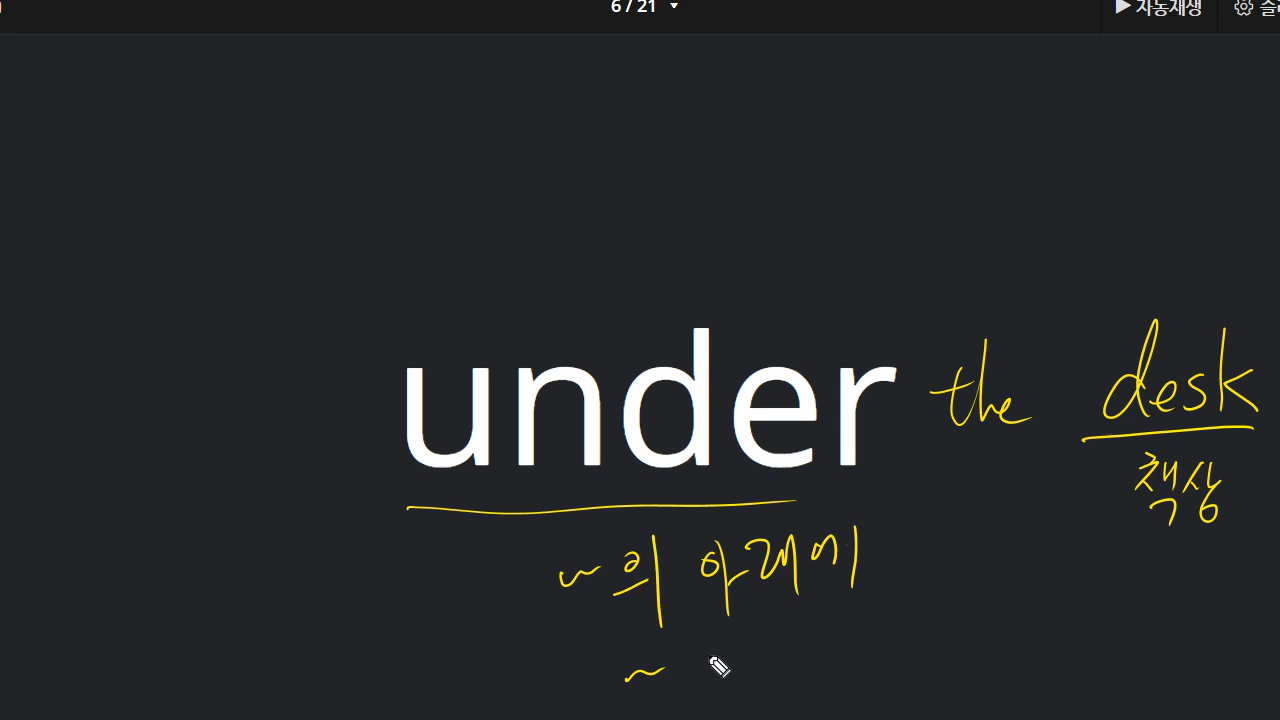 6 / 21
자동재생
under the desk
책상
~의 아래에
~